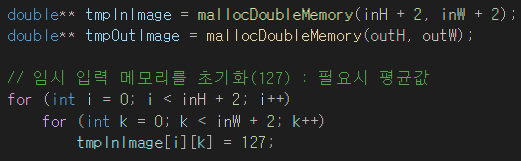 double** tmpInImage = mallocDoubleMemory(inH + 2, inW + 2);
double** tmpOutImage = mallocDoubleMemory(outH, outW);
// 임시 입력 메모리를 초기화(127) : 필요시 평균값
for (int i = 0; i < inH + 2; i++)
for (int k = 0; k < inW + 2; k++)
tmpInImage[i][k] = 127;